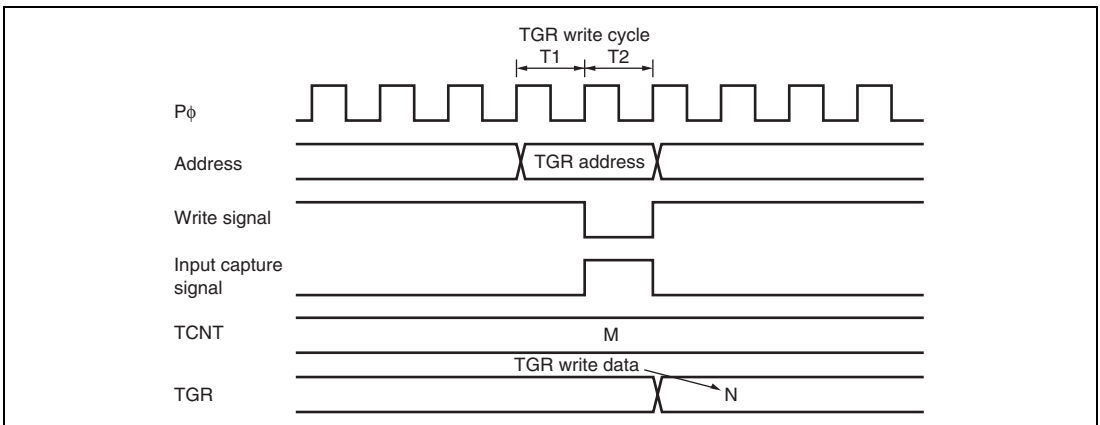 TGR write cycle
T1 T2
Pϕ
Address
TGR address
Write signal
Input capture
signal
TCNT
M
TGR write data
TGR
N